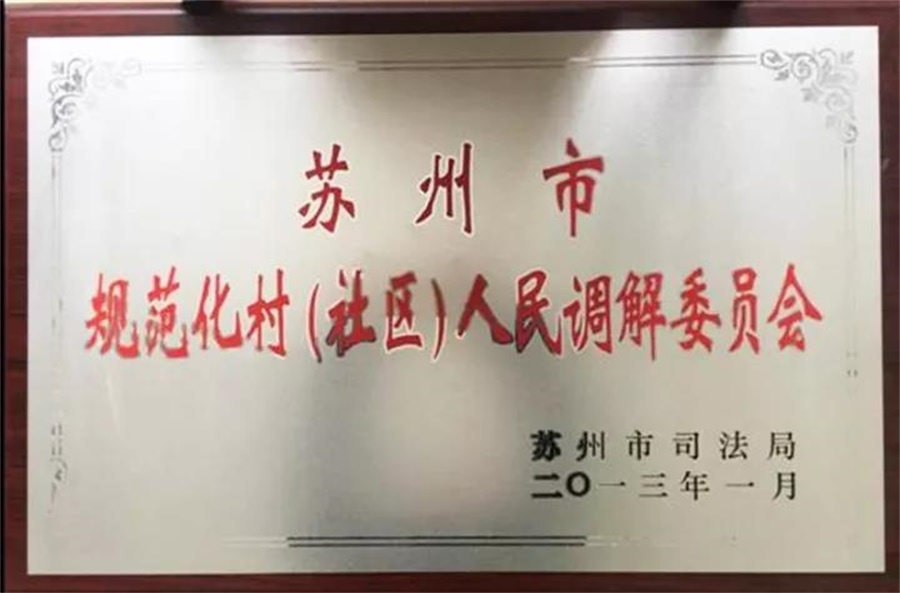 苏州市
规范化村(社区)人民调解委员会
苏州市司法局
二〇一三年一月